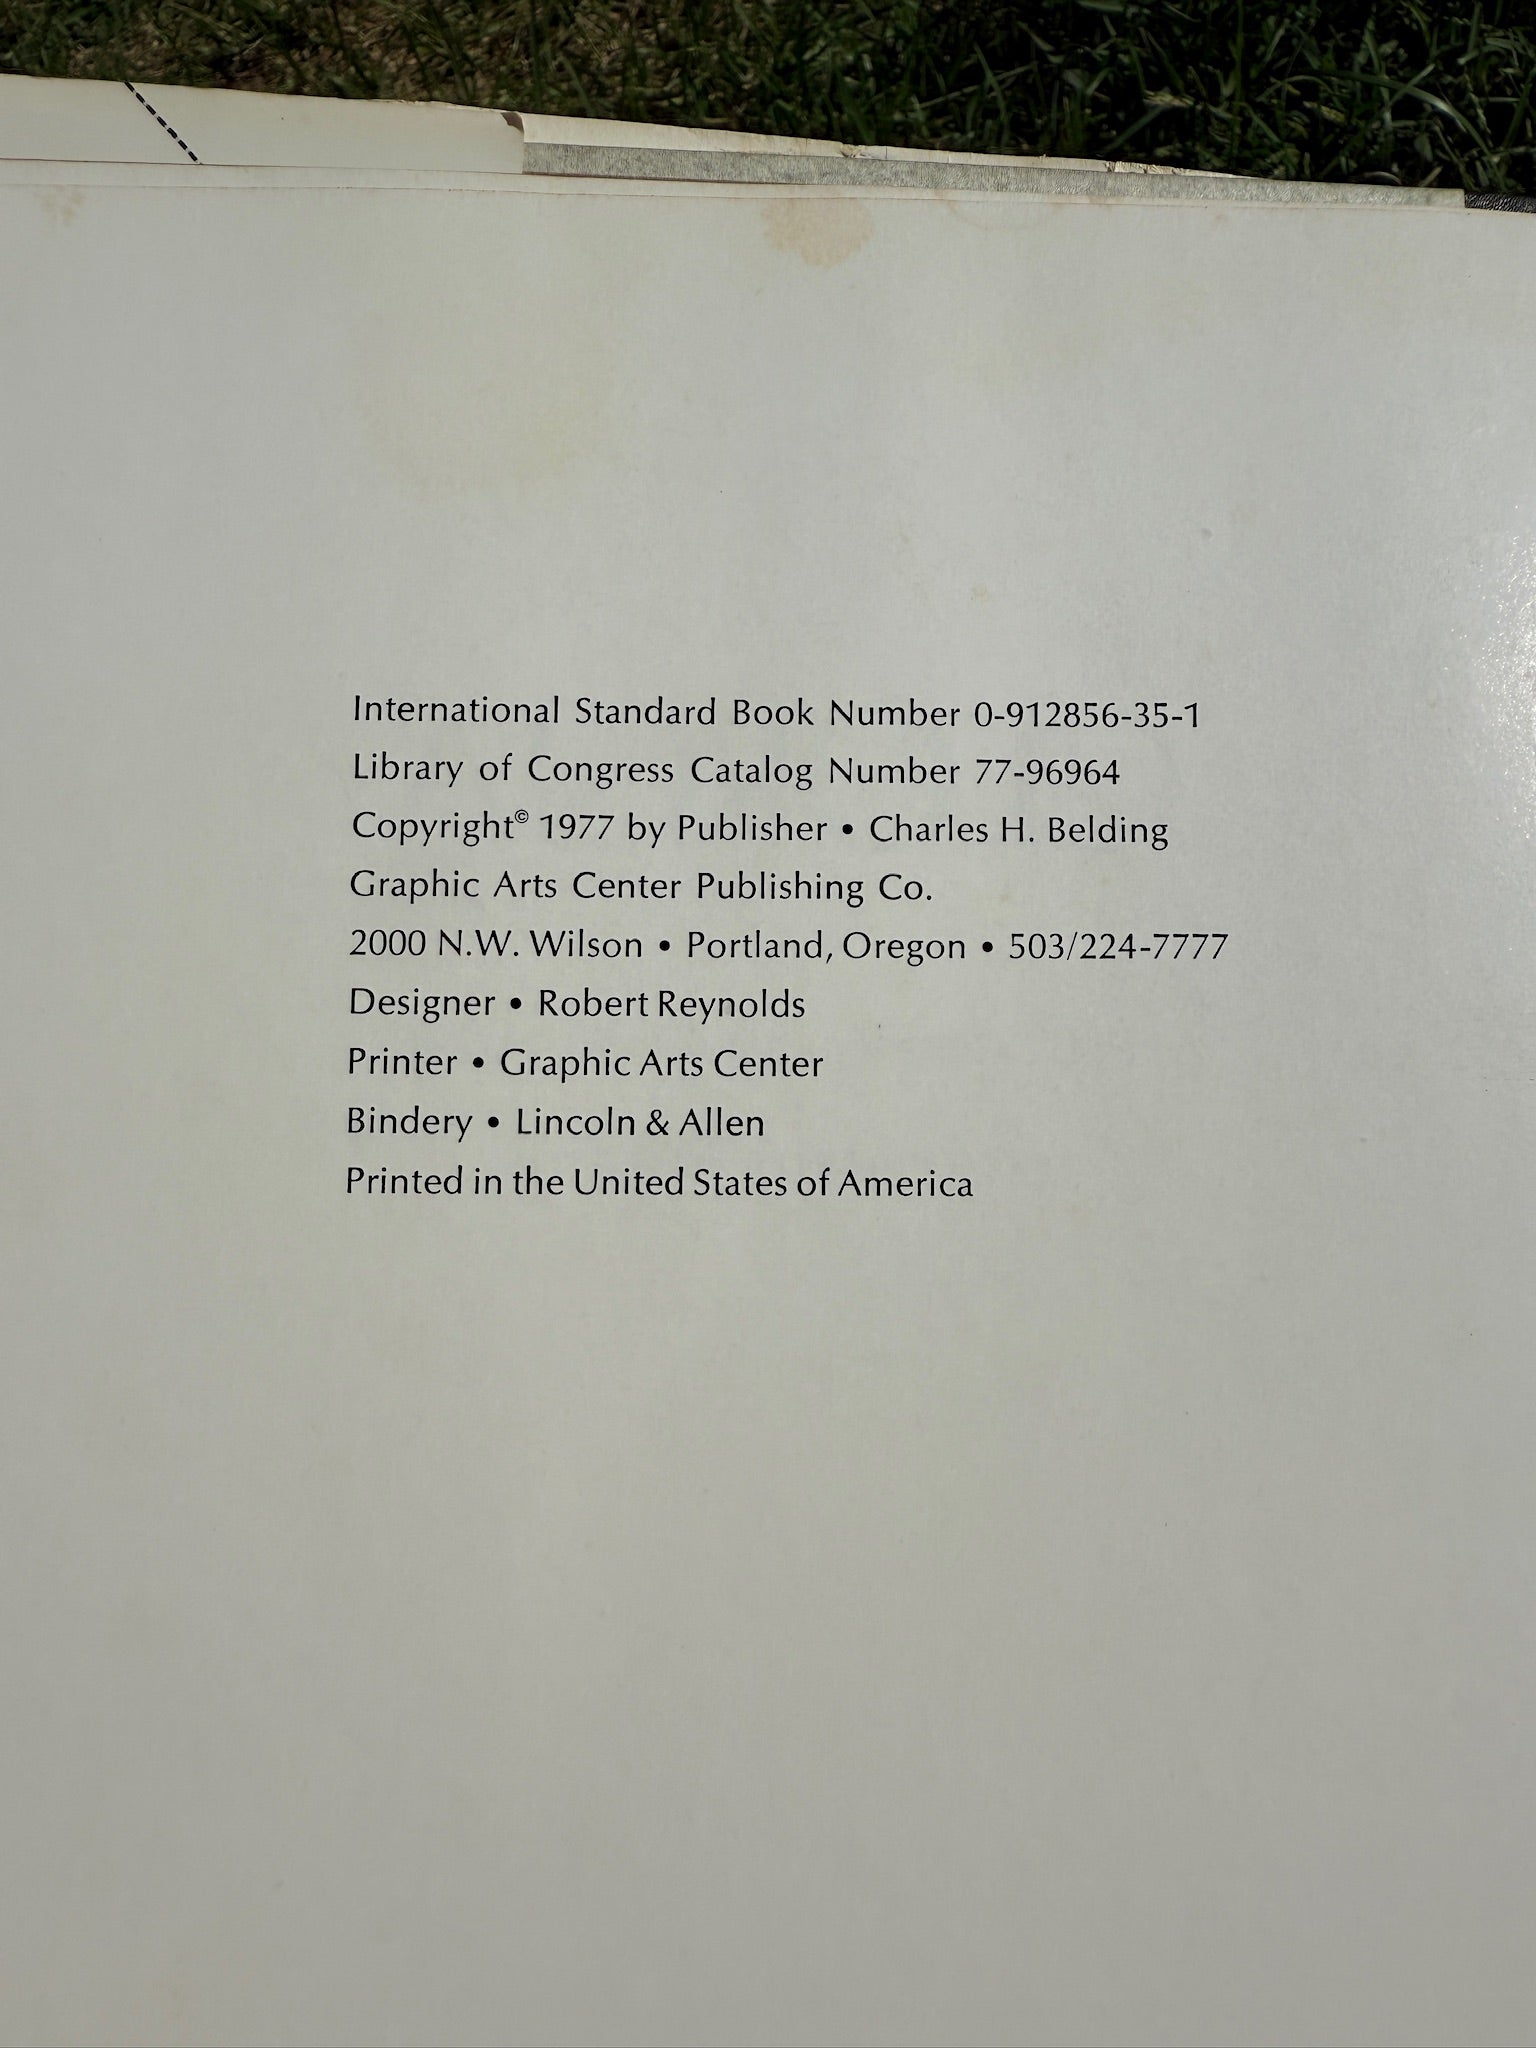 International Standard Book Number 0-912856-35-1
Library of Congress Catalog Number 77-96964
Copyright© 1977 by Publisher • Charles H. Belding
Graphic Arts Center Publishing Co.
2000 N.W. Wilson • Portland, Oregon • 503/224-7777
Designer • Robert Reynolds
Printer • Graphic Arts Center
Bindery • Lincoln & Allen
Printed in the United States of America